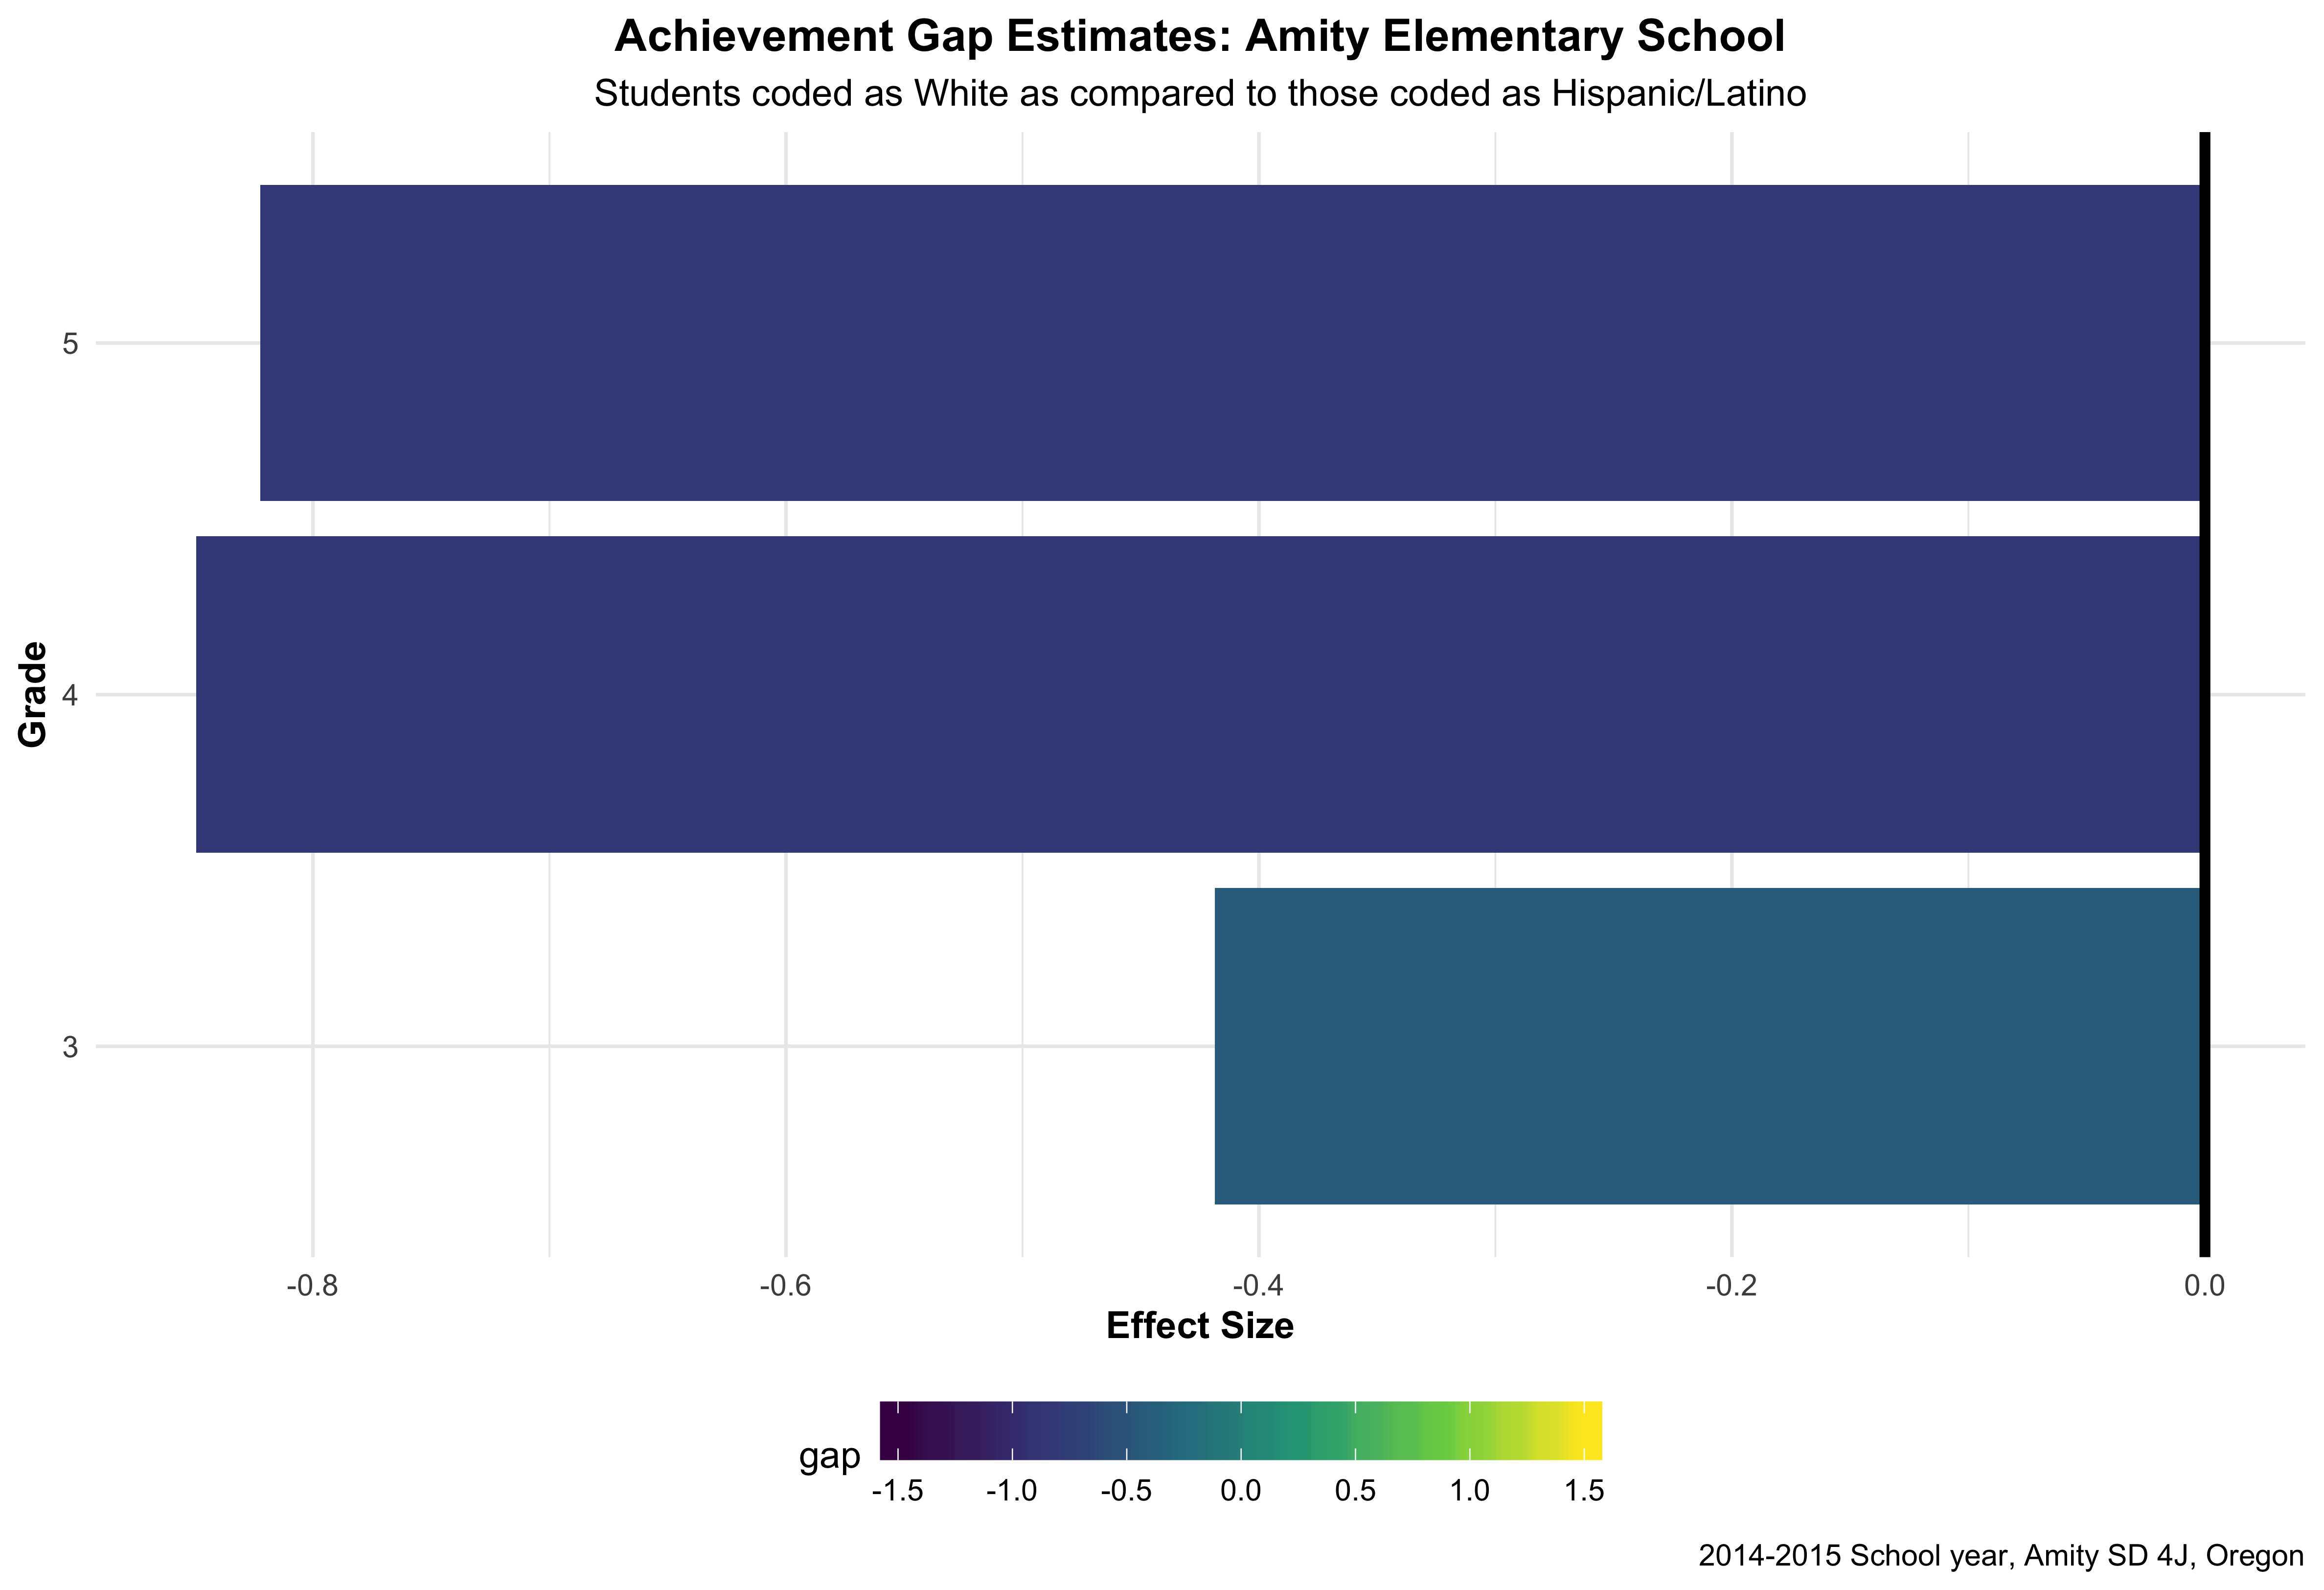 Achievement Gap Estimates: Amity Elementary School
Students coded as White as compared to those coded as Hispanic/Latino
5
4
3
Grade
-0.8 -0.6 -0.4 -0.2 0.0
Effect Size
gap
-1.5 -1.0 -0.5 0.0 0.5 1.0 1.5
2014-2015 School year, Amity SD 4J, Oregon